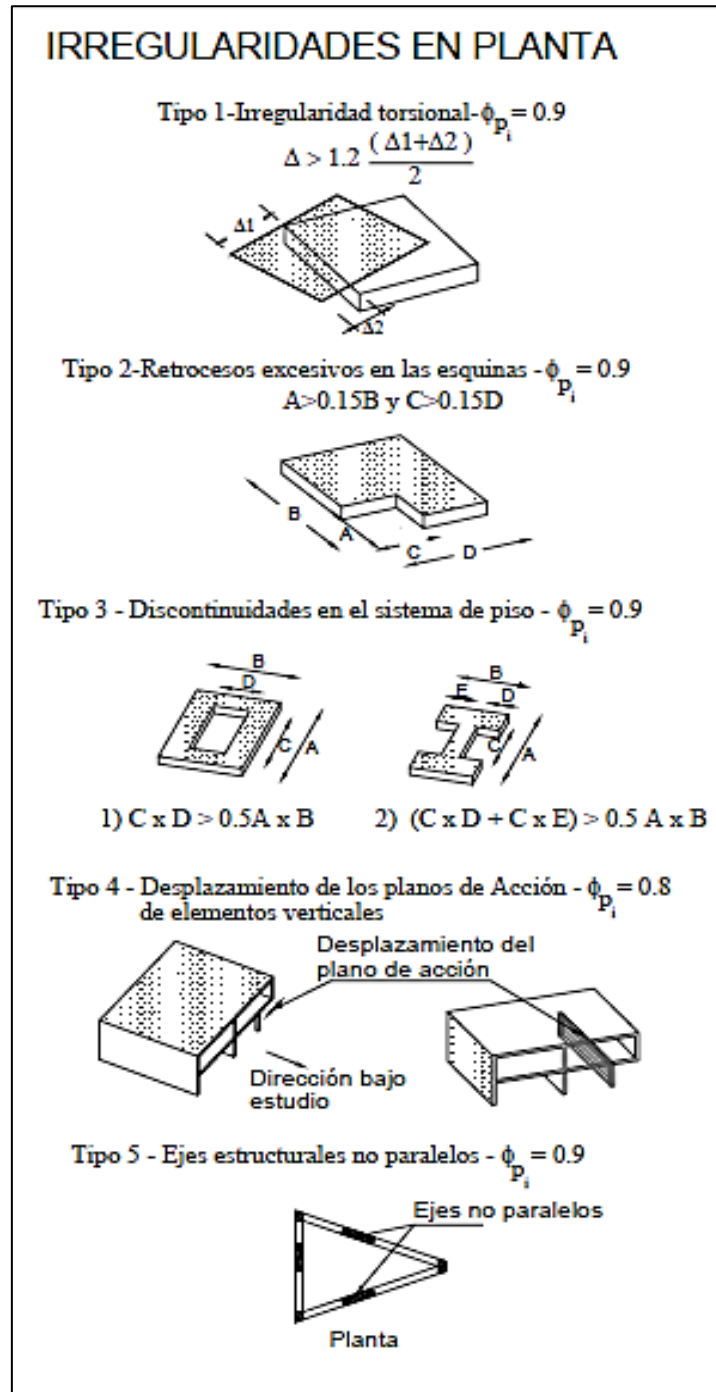 IRREGULARIDADES EN PLANTA
Tipo 1-Irregularidad torsional-ϕpi = 0.9
Δ > 1.2 (Δ1+Δ2)/2
Δ1
Δ2
Tipo 2-Retrocesos excesivos en las esquinas -ϕpi = 0.9
A>0.15B y C>0.15D
B
A
C
D
Tipo 3 - Discontinuidades en el sistema de piso - ϕpi = 0.9
B
D
C
A
B
E
D
C
A
1) C x D > 0.5A x B
2) (C x D + C x E) > 0.5 A x B
Tipo 4 - Desplazamiento de los planos de Acción - ϕpi = 0.8
de elementos verticales
Desplazamiento del
plano de acción
Dirección bajo
estudio
Tipo 5 - Ejes estructurales no paralelos - ϕpi = 0.9
Ejes no paralelos
Planta